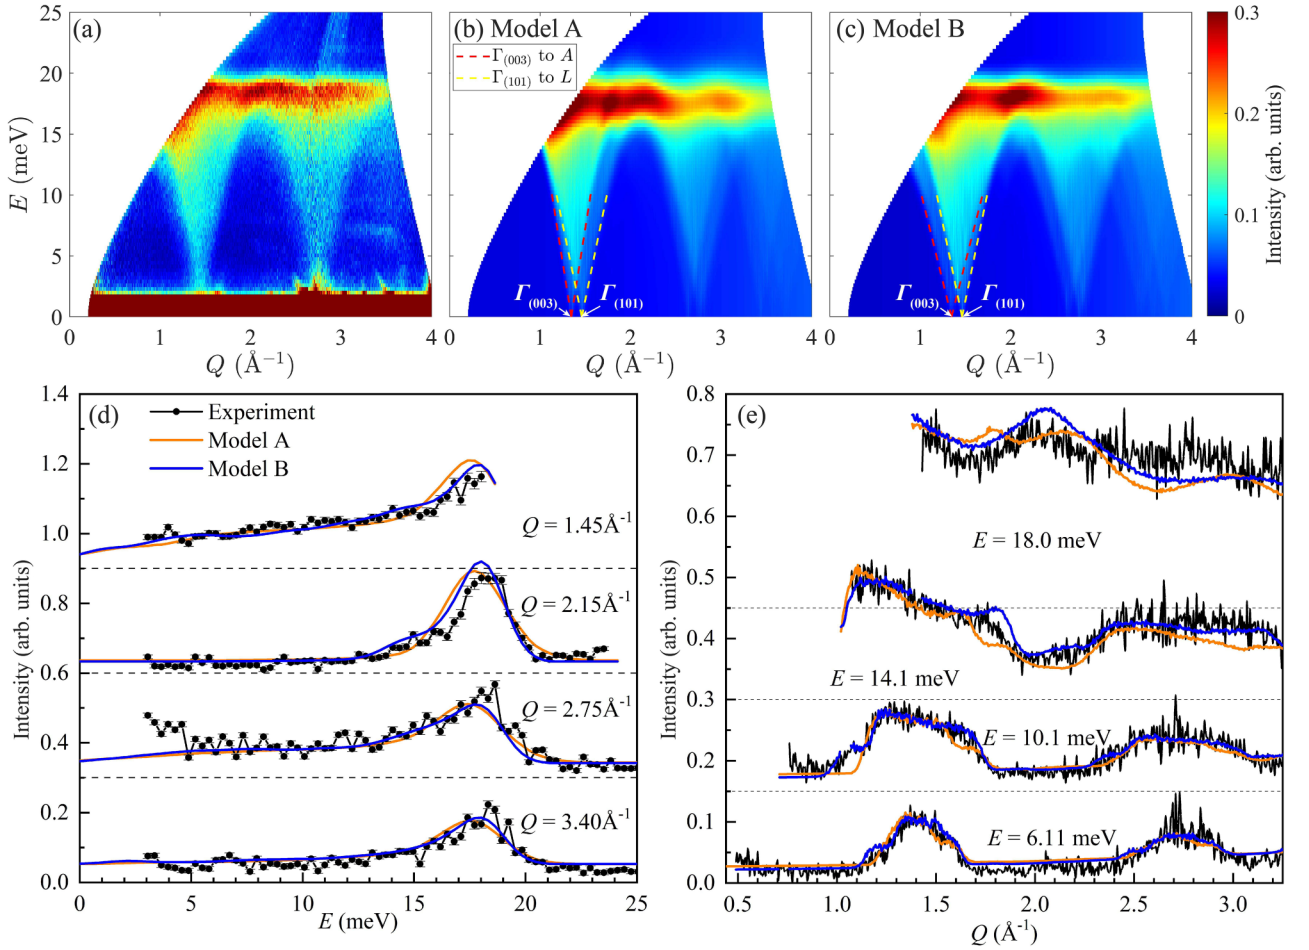 (a)
(b) Model A
(c) Model B
Γ(003) to A
Γ(101) to L
E (meV)
25
20
15
10
5
0
0 1 2 3 4
Q (Å⁻¹)
Γ(003) Γ(101)
0 1 2 3 4
Q (Å⁻¹)
Γ(003) Γ(101)
0 1 2 3 4
Q (Å⁻¹)
0.3
0.2
0.1
0
Intensity (arb. units)
(d)
Experiment
Model A
Model B
Intensity (arb. units)
1.4
1.2
1.0
0.8
0.6
0.4
0.2
0.0
Q = 1.45Å⁻¹
Q = 2.15Å⁻¹
Q = 2.75Å⁻¹
Q = 3.40Å⁻¹
0 5 10 15 20 25
E (meV)
(e)
Intensity (arb. units)
0.8
0.7
0.6
0.5
0.4
0.3
0.2
0.1
0.0
E = 18.0 meV
E = 14.1 meV
E = 10.1 meV
E = 6.11 meV
0.5 1.0 1.5 2.0 2.5 3.0
Q (Å⁻¹)